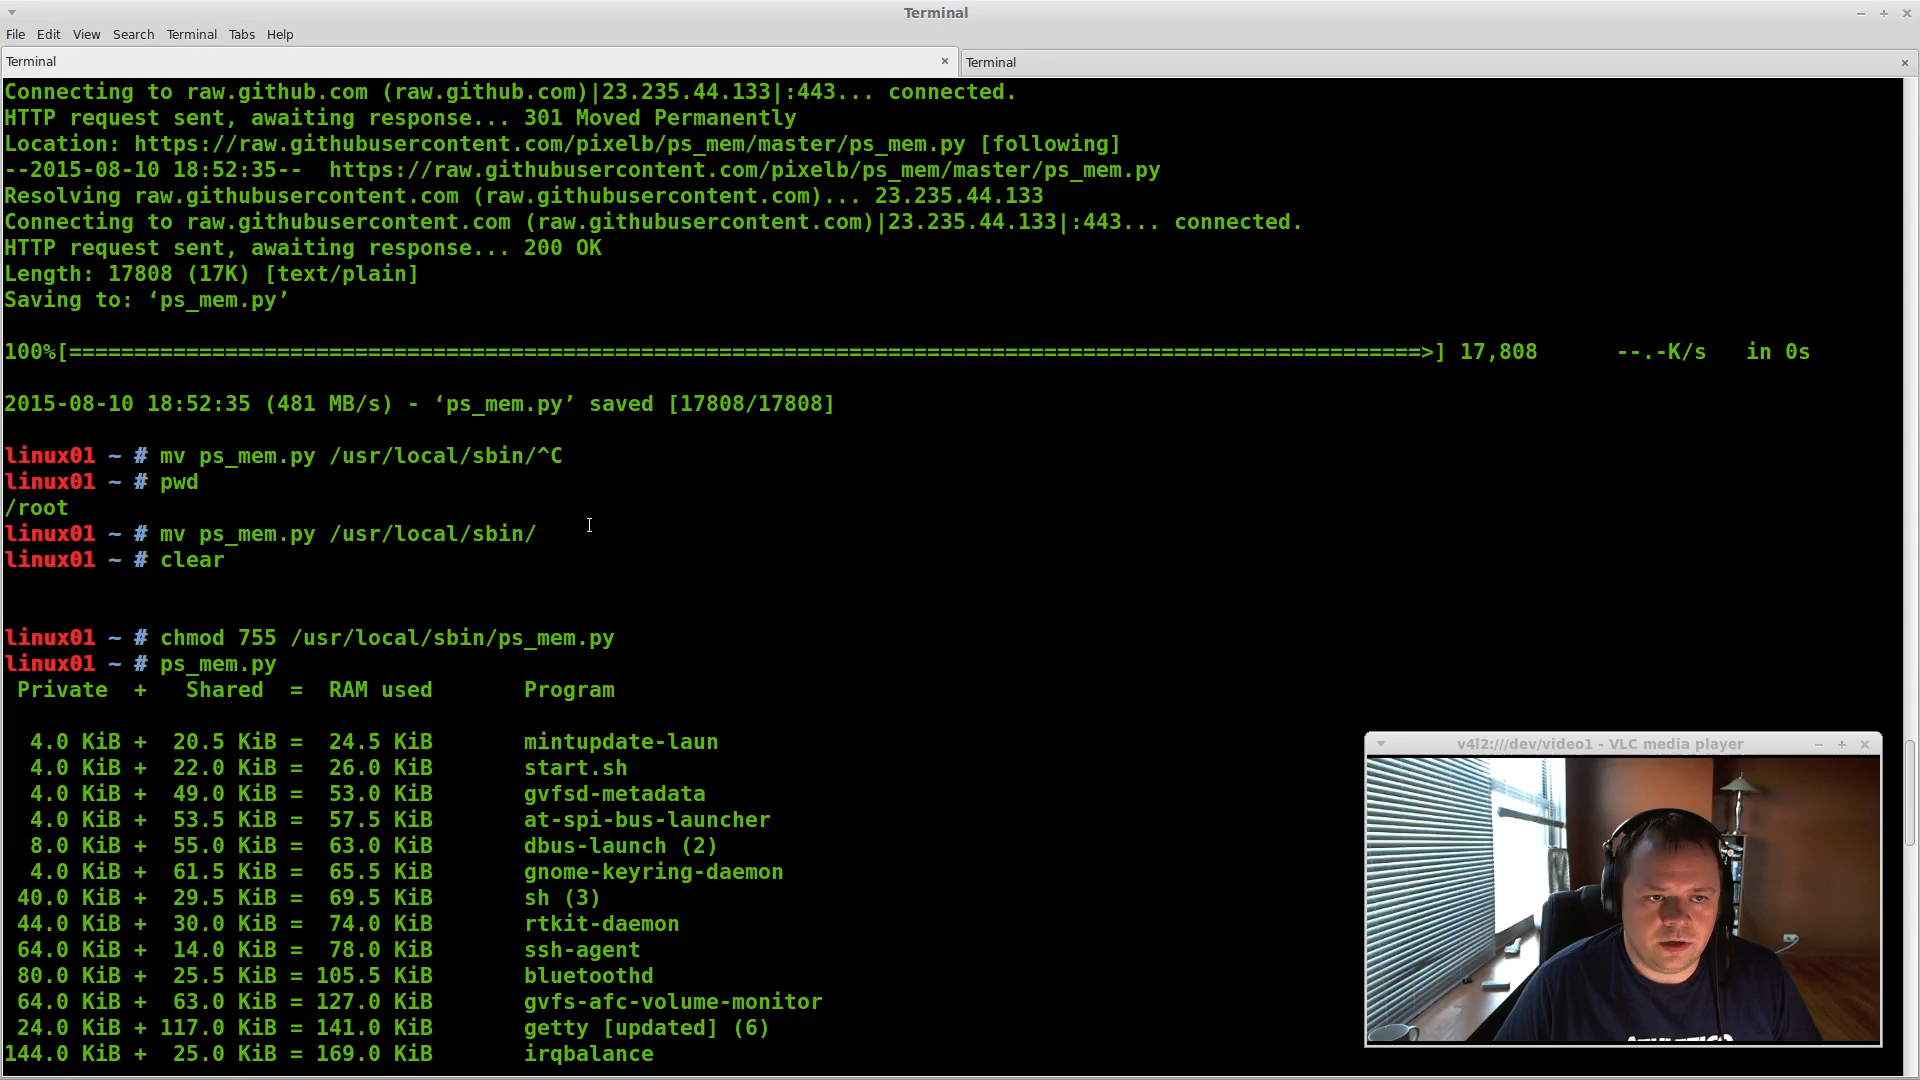 Terminal
File Edit View Search Terminal Tabs Help
Terminal
Terminal
Connecting to raw.github.com (raw.github.com)|23.235.44.133|:443... connected.
HTTP request sent, awaiting response... 301 Moved Permanently
Location: https://raw.githubusercontent.com/pixelb/ps_mem/master/ps_mem.py [following]
--2015-08-10 18:52:35--  https://raw.githubusercontent.com/pixelb/ps_mem/master/ps_mem.py
Resolving raw.githubusercontent.com (raw.githubusercontent.com)... 23.235.44.133
Connecting to raw.githubusercontent.com (raw.githubusercontent.com)|23.235.44.133|:443... connected.
HTTP request sent, awaiting response... 200 OK
Length: 17808 (17K) [text/plain]
Saving to: ‘ps_mem.py’
100%[========================================================================================================>] 17,808      --.-K/s   in 0s
2015-08-10 18:52:35 (481 MB/s) - ‘ps_mem.py’ saved [17808/17808]
linux01 ~ # mv ps_mem.py /usr/local/sbin/^C
linux01 ~ # pwd
/root
linux01 ~ # mv ps_mem.py /usr/local/sbin/
linux01 ~ # clear
linux01 ~ # chmod 755 /usr/local/sbin/ps_mem.py
linux01 ~ # ps_mem.py
Private  +   Shared  =  RAM used       Program
4.0 KiB +  20.5 KiB =  24.5 KiB       mintupdate-laun
4.0 KiB +  22.0 KiB =  26.0 KiB       start.sh
4.0 KiB +  49.0 KiB =  53.0 KiB       gvfsd-metadata
4.0 KiB +  53.5 KiB =  57.5 KiB       at-spi-bus-launcher
8.0 KiB +  55.0 KiB =  63.0 KiB       dbus-launch (2)
4.0 KiB +  61.5 KiB =  65.5 KiB       gnome-keyring-daemon
40.0 KiB +  29.5 KiB =  69.5 KiB       sh (3)
44.0 KiB +  30.0 KiB =  74.0 KiB       rtkit-daemon
64.0 KiB +  14.0 KiB =  78.0 KiB       ssh-agent
80.0 KiB +  25.5 KiB = 105.5 KiB       bluetoothd
64.0 KiB +  63.0 KiB = 127.0 KiB       gvfs-afc-volume-monitor
24.0 KiB + 117.0 KiB = 141.0 KiB       getty [updated] (6)
144.0 KiB +  25.0 KiB = 169.0 KiB       irqbalance
v4l2:///dev/video1 - VLC media player